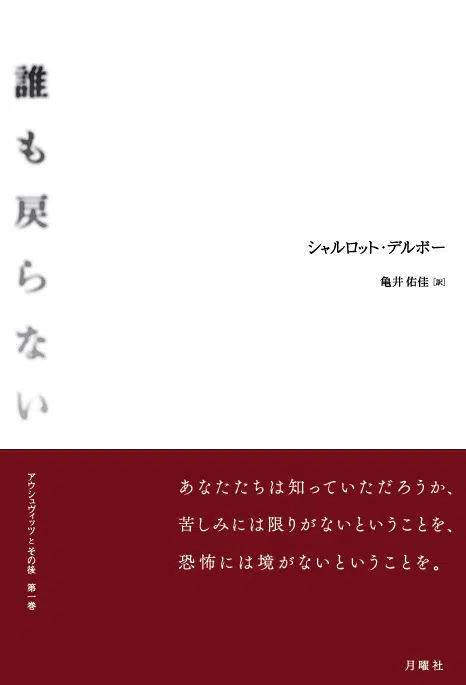 誰も戻らない
シャルロット・デルボー
亀井 佑佳 [訳]
アウシュヴィッツとその後 第一巻
あなたたちは知っていただろうか、
苦しみには限りがないということを、
恐怖には境がないということを。
月曜社